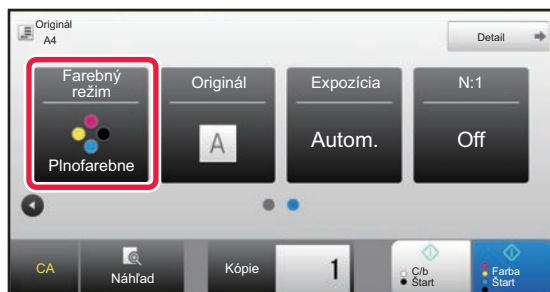 Originál
A4
Detail
Farebný
režim
Plnofarebne
Originál
A
Expozícia
Autom.
N:1
Off
CA
Náhľad
Kópie
1
C/b
Štart
Farba
Štart